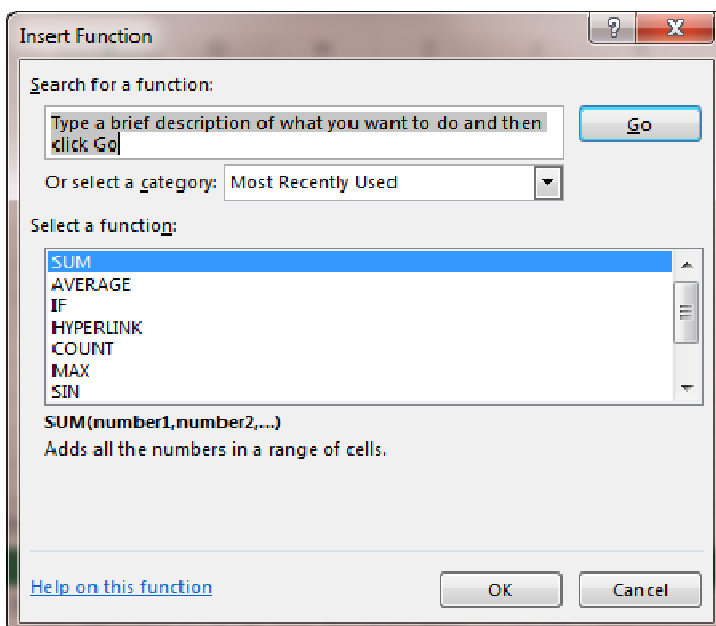 Insert Function
? X
Search for a function:
Type a brief description of what you want to do and then
click Go
Go
Or select a category: Most Recently Used
Select a function:
SUM
AVERAGE
IF
HYPERLINK
COUNT
MAX
SIN
SUM(number1,number2,...)
Adds all the numbers in a range of cells.
Help on this function
OK
Cancel